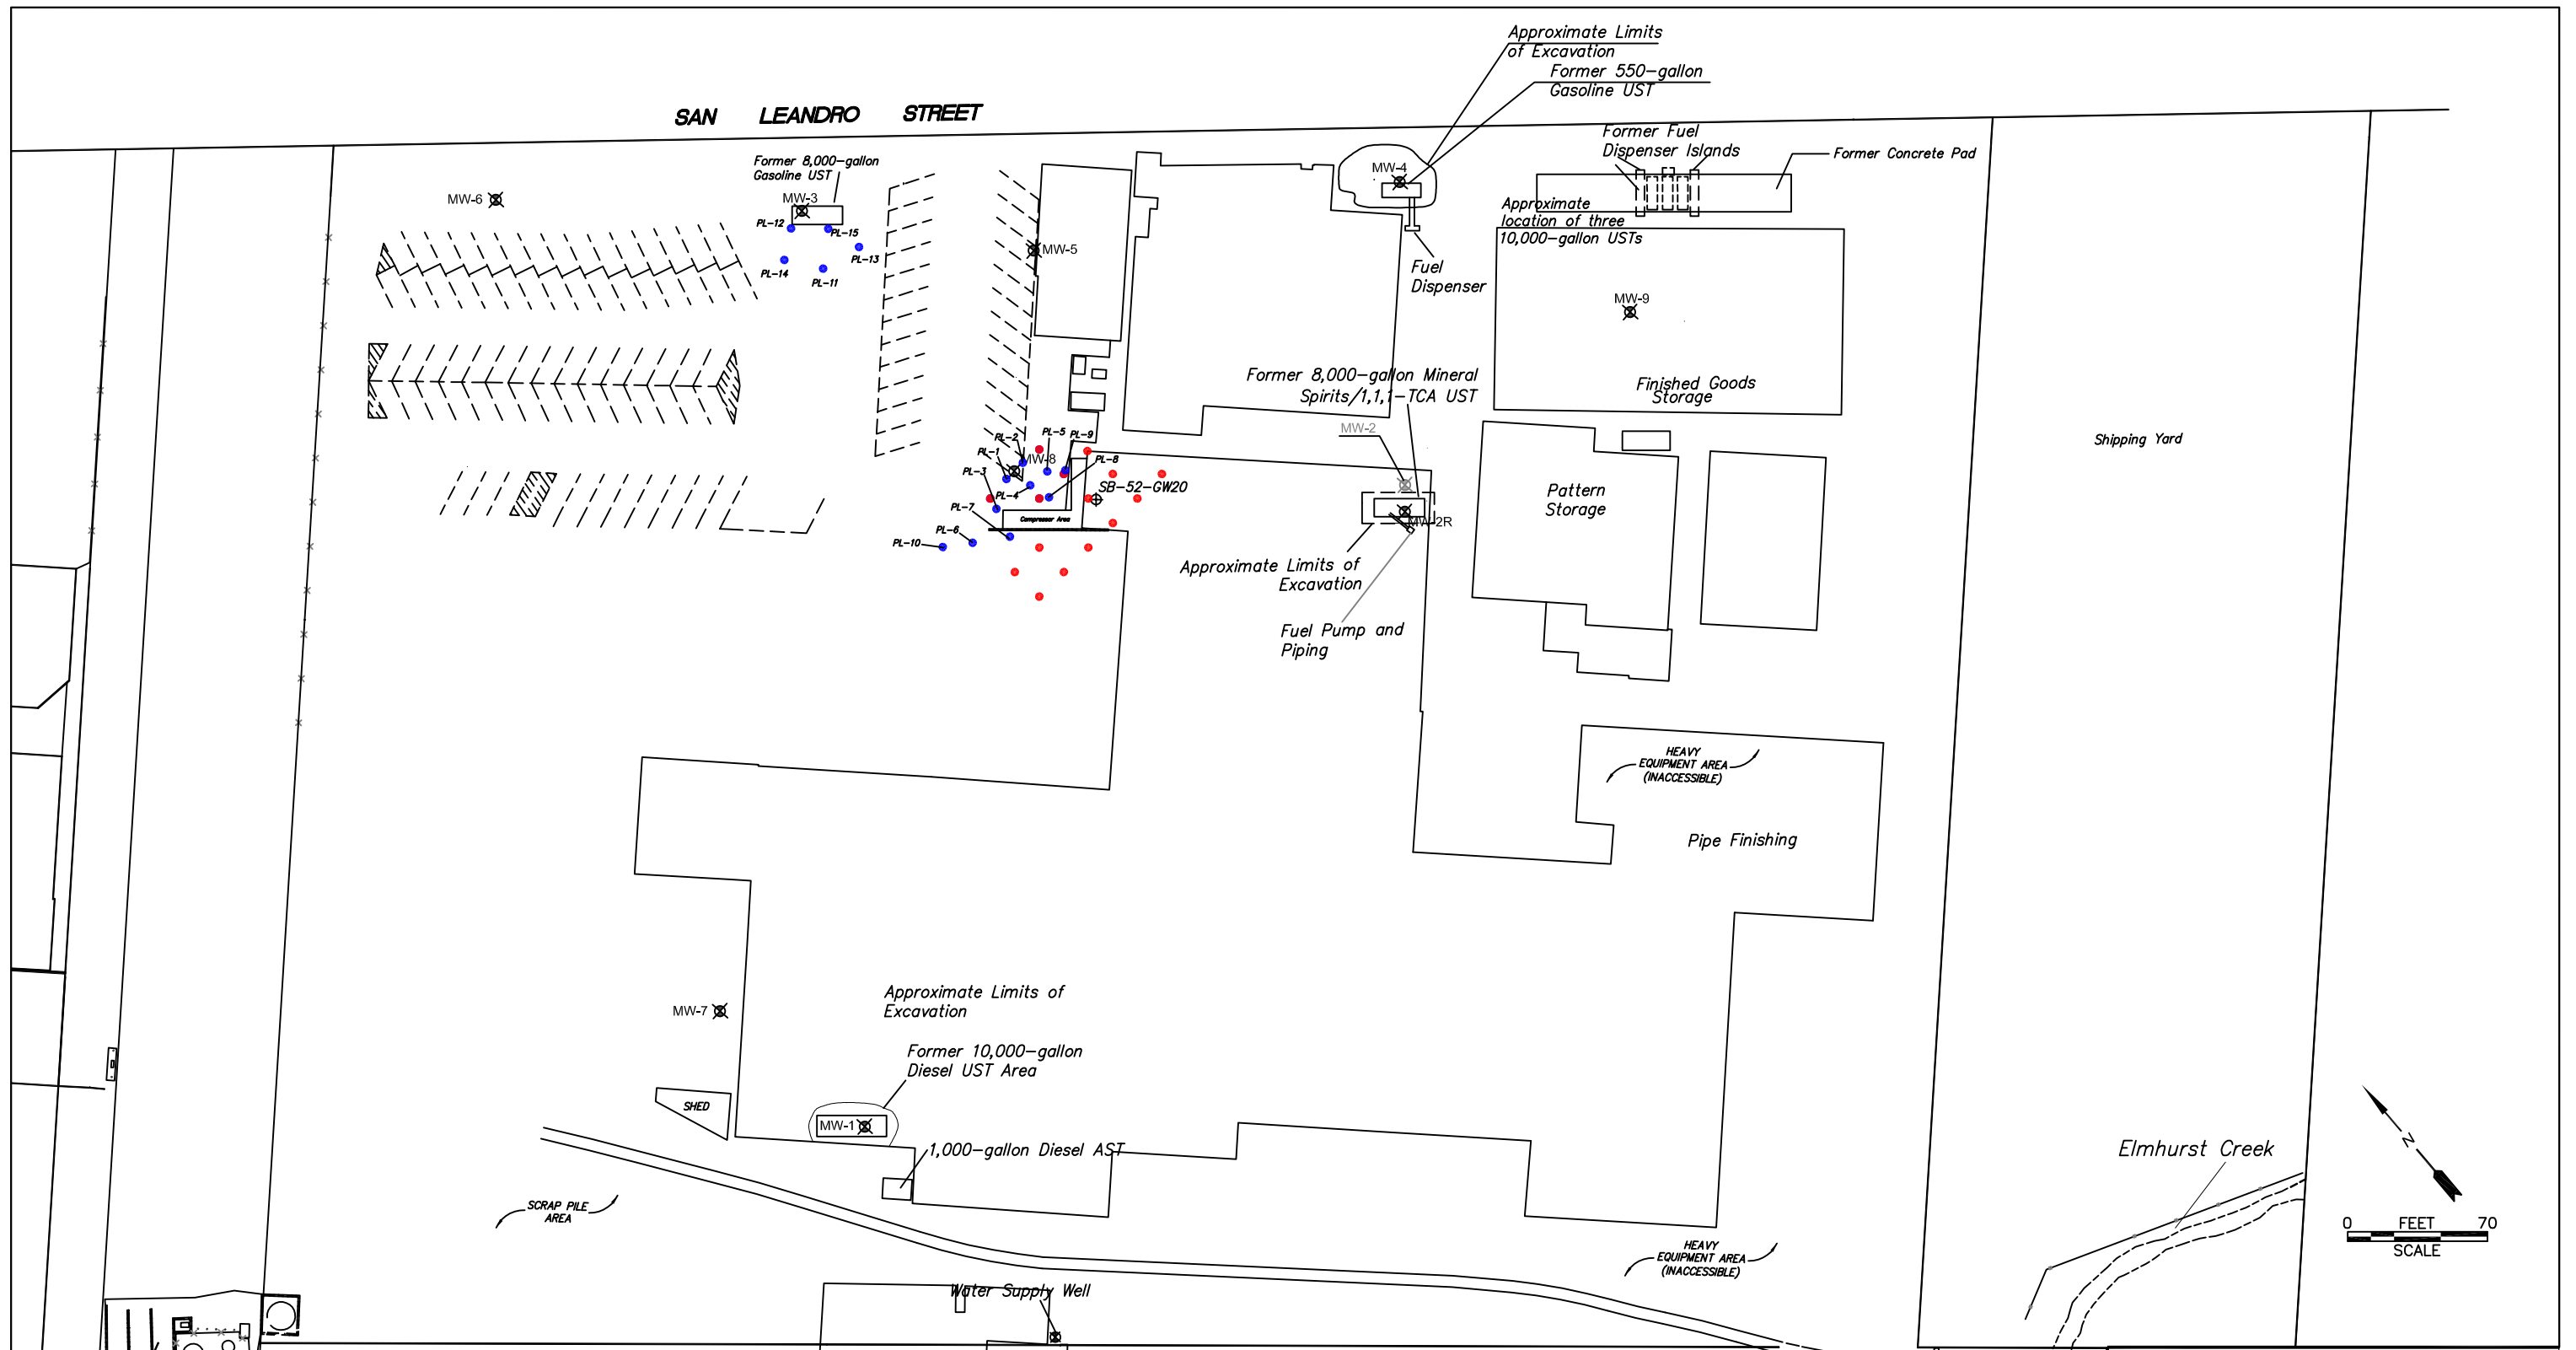 Approximate Limits
of Excavation
Former 550-gallon
Gasoline UST
SAN LEANDRO STREET
Former Fuel
Dispenser Islands
Former Concrete Pad
Former 8,000-gallon
Gasoline UST
MW-4
MW-6
MW-3
PL-12
PL-15
PL-13
PL-14
PL-11
MW-5
Approximate
location of three
10,000-gallon USTs
Fuel
Dispenser
MW-9
Former 8,000-gallon Mineral
Spirits/1,1,1-TCA UST
Finished Goods
Storage
MW-2
Shipping Yard
PL-2
PL-5
PL-9
PL-1
MW-8
PL-8
PL-3
PL-4
SB-52-GW20
PL-7
Compressor Area
PL-6
PL-10
MW-2R
Pattern
Storage
Approximate Limits of
Excavation
Fuel Pump and
Piping
HEAVY
EQUIPMENT AREA
(INACCESSIBLE)
Pipe Finishing
Approximate Limits of
Excavation
MW-7
Former 10,000-gallon
Diesel UST Area
SHED
MW-1
1,000-gallon Diesel AST
SCRAP PILE
AREA
HEAVY
EQUIPMENT AREA
(INACCESSIBLE)
Water Supply Well
Elmhurst Creek
N
0 FEET 70
SCALE